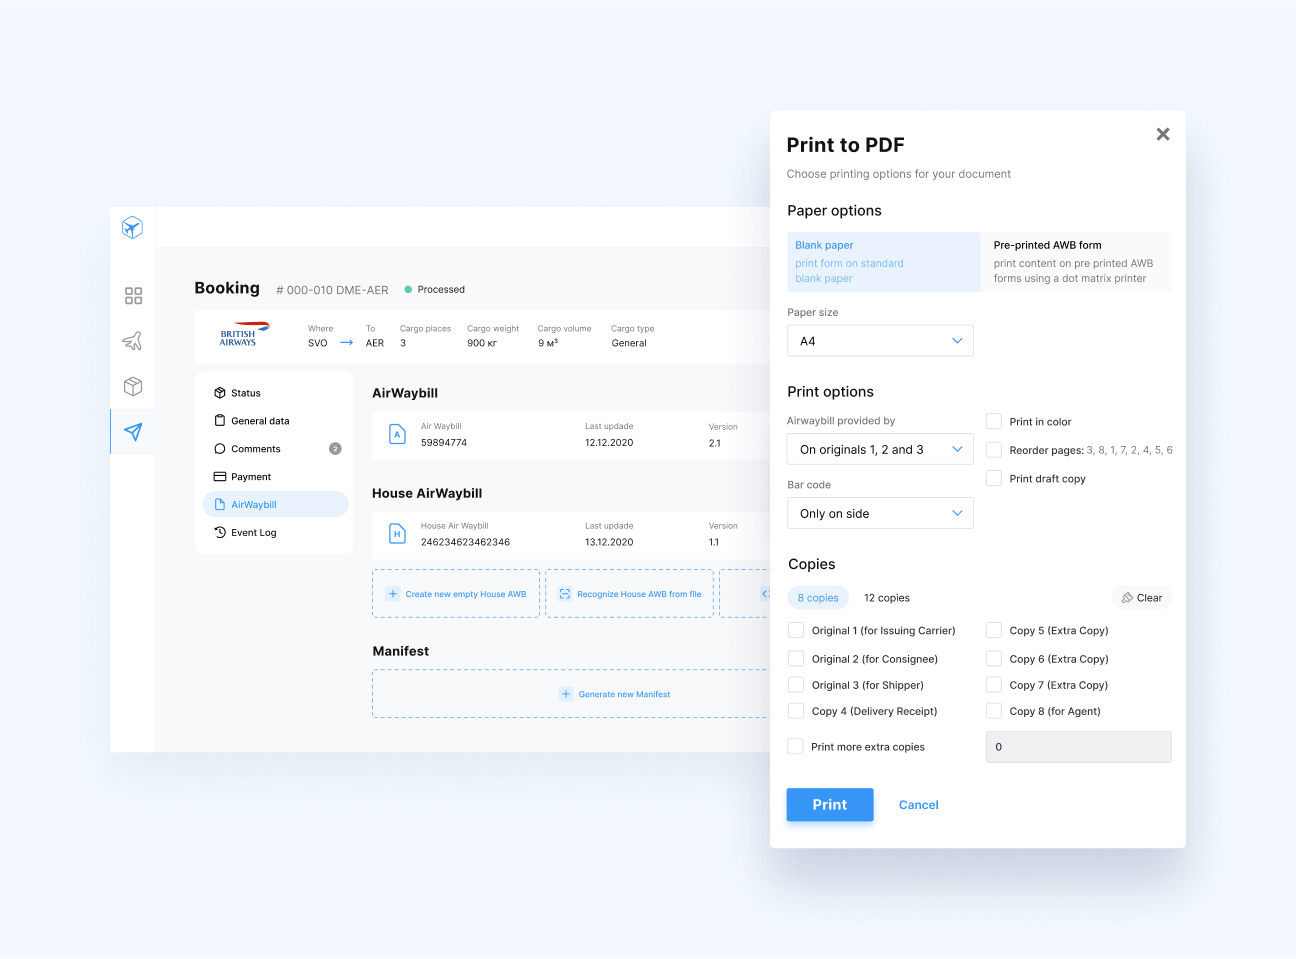 Booking
# 000-010 DME-AER
Processed
BRITISH
AIRWAYS
Where
SVO
To
AER
Cargo places
3
Cargo weight
900 кг
Cargo volume
9 м³
Cargo type
General
Status
General data
Comments
2
Payment
AirWaybill
Event Log
AirWaybill
A
Air Waybill
59894774
Last updade
12.12.2020
Version
2.1
House AirWaybill
H
House Air Waybill
246234623462346
Last updade
13.12.2020
Version
1.1
Create new empty House AWB
Recognize House AWB from file
Manifest
Generate new Manifest
Print to PDF
Choose printing options for your document
Paper options
Blank paper
print form on standard
blank paper
Pre-printed AWB form
print content on pre printed AWB
forms using a dot matrix printer
Paper size
A4
Print options
Airwaybill provided by
On originals 1, 2 and 3
Bar code
Only on side
Print in color
Reorder pages: 3, 8, 1, 7, 2, 4, 5, 6
Print draft copy
Copies
8 copies
12 copies
Clear
Original 1 (for Issuing Carrier)
Original 2 (for Consignee)
Original 3 (for Shipper)
Copy 4 (Delivery Receipt)
Copy 5 (Extra Copy)
Copy 6 (Extra Copy)
Copy 7 (Extra Copy)
Copy 8 (for Agent)
Print more extra copies
0
Print
Cancel